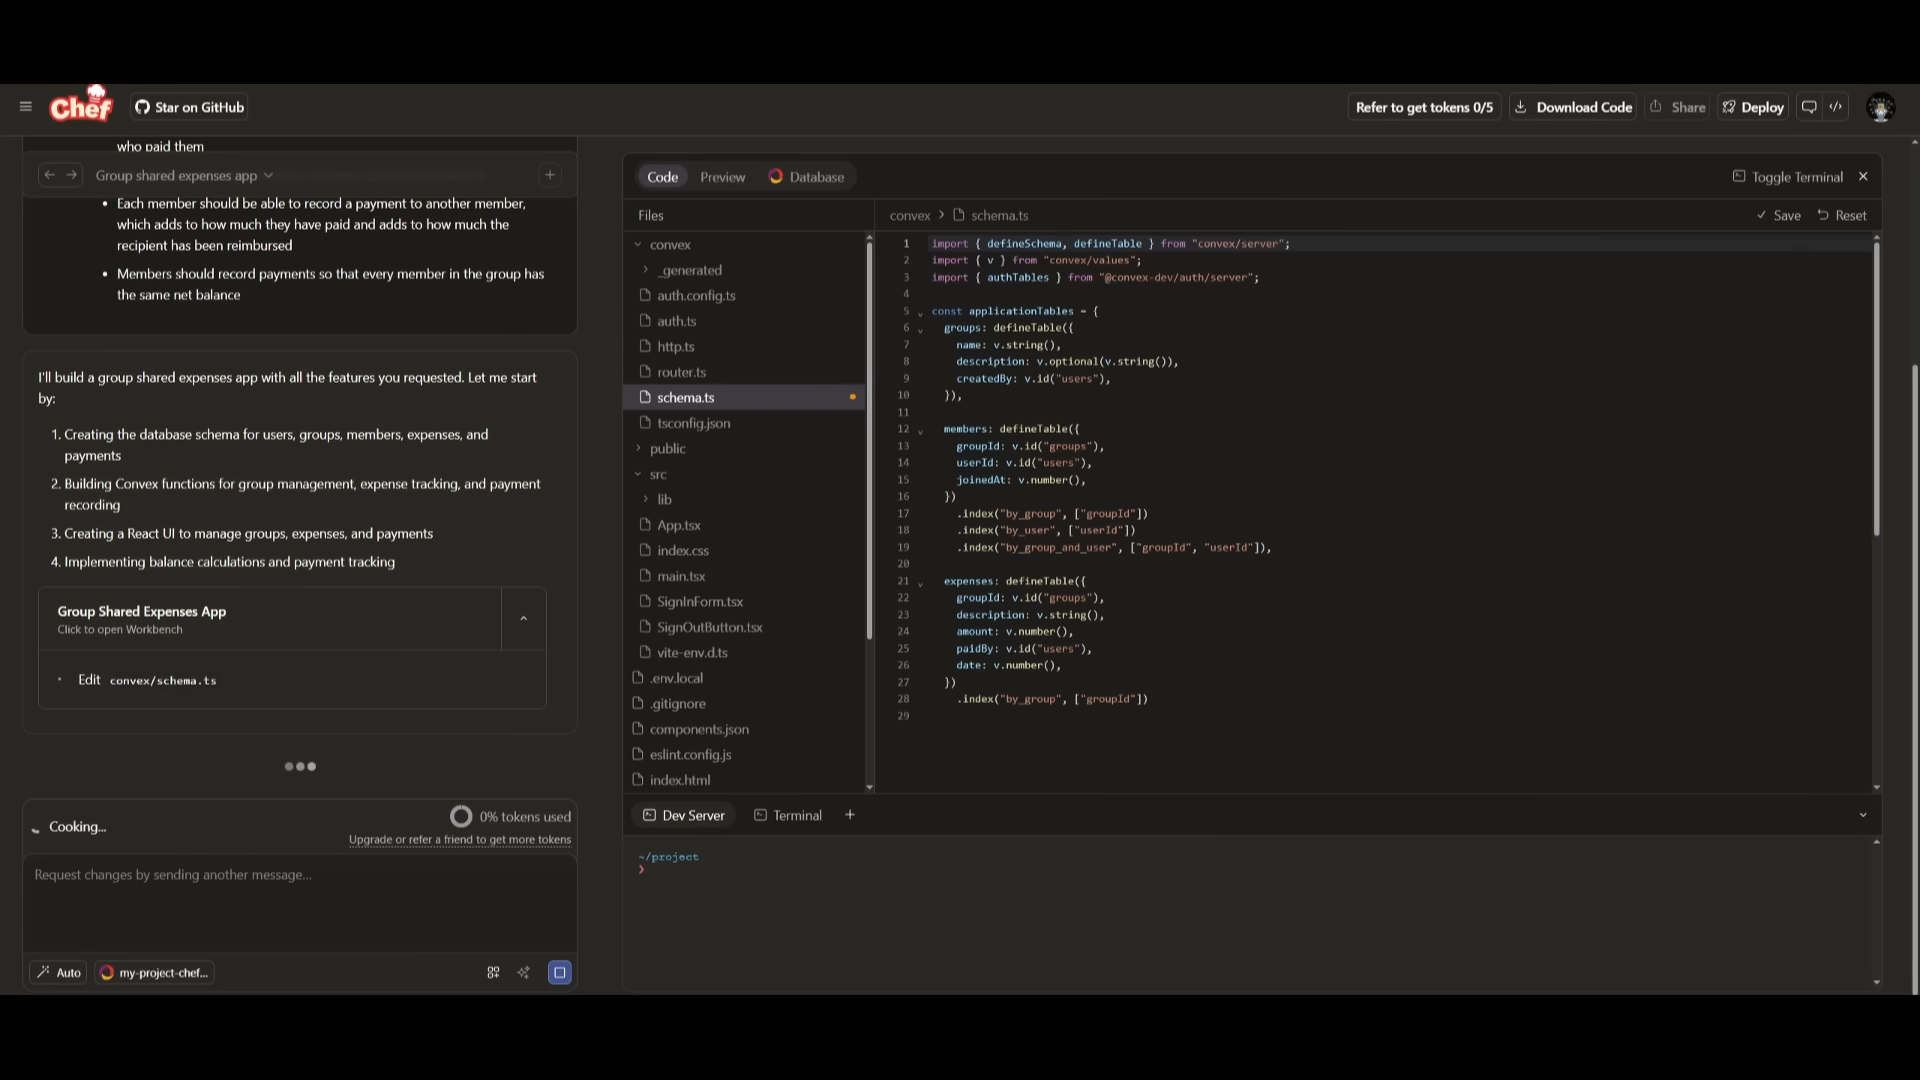 Chef
Star on GitHub
Refer to get tokens 0/5
Download Code
Share
Deploy
who paid them
Group shared expenses app
• Each member should be able to record a payment to another member,
which adds to how much they have paid and adds to how much the
recipient has been reimbursed
• Members should record payments so that every member in the group has
the same net balance
I'll build a group shared expenses app with all the features you requested. Let me start
by:
1. Creating the database schema for users, groups, members, expenses, and
payments
2. Building Convex functions for group management, expense tracking, and payment
recording
3. Creating a React UI to manage groups, expenses, and payments
4. Implementing balance calculations and payment tracking
Group Shared Expenses App
Click to open Workbench
Edit convex/schema.ts
Cooking...
0% tokens used
Upgrade or refer a friend to get more tokens
Request changes by sending another message...
Auto
my-project-chef...
Code
Preview
Database
Toggle Terminal
Files
convex
_generated
auth.config.ts
auth.ts
http.ts
router.ts
schema.ts
tsconfig.json
public
src
lib
App.tsx
index.css
main.tsx
SignInForm.tsx
SignOutButton.tsx
vite-env.d.ts
.env.local
.gitignore
components.json
eslint.config.js
index.html
convex > schema.ts
Save
Reset
1 import { defineSchema, defineTable } from "convex/server";
2 import { v } from "convex/values";
3 import { authTables } from "@convex-dev/auth/server";
4
5 const applicationTables = {
6 groups: defineTable({
7 name: v.string(),
8 description: v.optional(v.string()),
9 createdBy: v.id("users"),
10 }),
11
12 members: defineTable({
13 groupId: v.id("groups"),
14 userId: v.id("users"),
15 joinedAt: v.number(),
16 })
17 .index("by_group", ["groupId"])
18 .index("by_user", ["userId"])
19 .index("by_group_and_user", ["groupId", "userId"]),
20
21 expenses: defineTable({
22 groupId: v.id("groups"),
23 description: v.string(),
24 amount: v.number(),
25 paidBy: v.id("users"),
26 date: v.number(),
27 })
28 .index("by_group", ["groupId"])
29
Dev Server
Terminal
~/project
❯